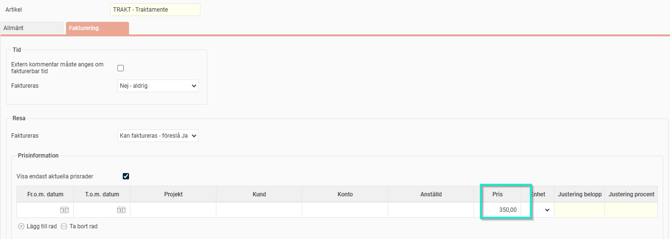 Artikel TRAKT - Traktamente
Allmänt Fakturering
Tid
Extern kommentar måste anges om
fakturerbar tid
Faktureras Nej - aldrig
Resa
Faktureras Kan faktureras - föreslå Ja
Prisinformation
Visa endast aktuella prisrader
Fr.o.m. datum T.o.m. datum Projekt Kund Konto Anställd Pris Enhet Justering belopp Justering procent
350,00
Lägg till rad Ta bort rad